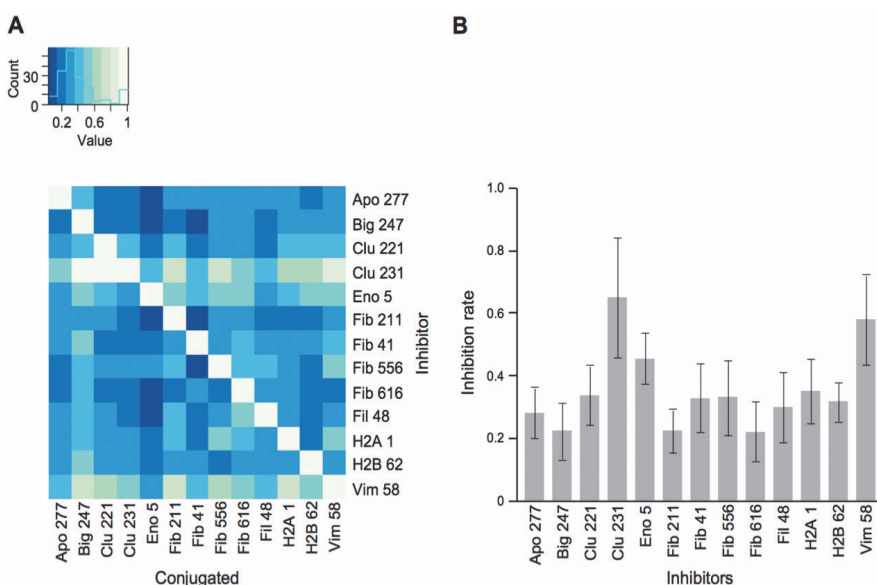 A
Count
30
0
0.2 0.6 1
Value
Apo 277
Big 247
Clu 221
Clu 231
Eno 5
Fib 211
Fib 41
Fib 556
Fib 616
Fil 48
H2A 1
H2B 62
Vim 58
Inhibitor
Apo 277
Big 247
Clu 221
Clu 231
Eno 5
Fib 211
Fib 41
Fib 556
Fib 616
Fil 48
H2A 1
H2B 62
Vim 58
Conjugated
B
1.0
0.8
0.6
0.4
0.2
0
Inhibition rate
Apo 277
Big 247
Clu 221
Clu 231
Eno 5
Fib 211
Fib 41
Fib 556
Fib 616
Fil 48
H2A 1
H2B 62
Vim 58
Inhibitors